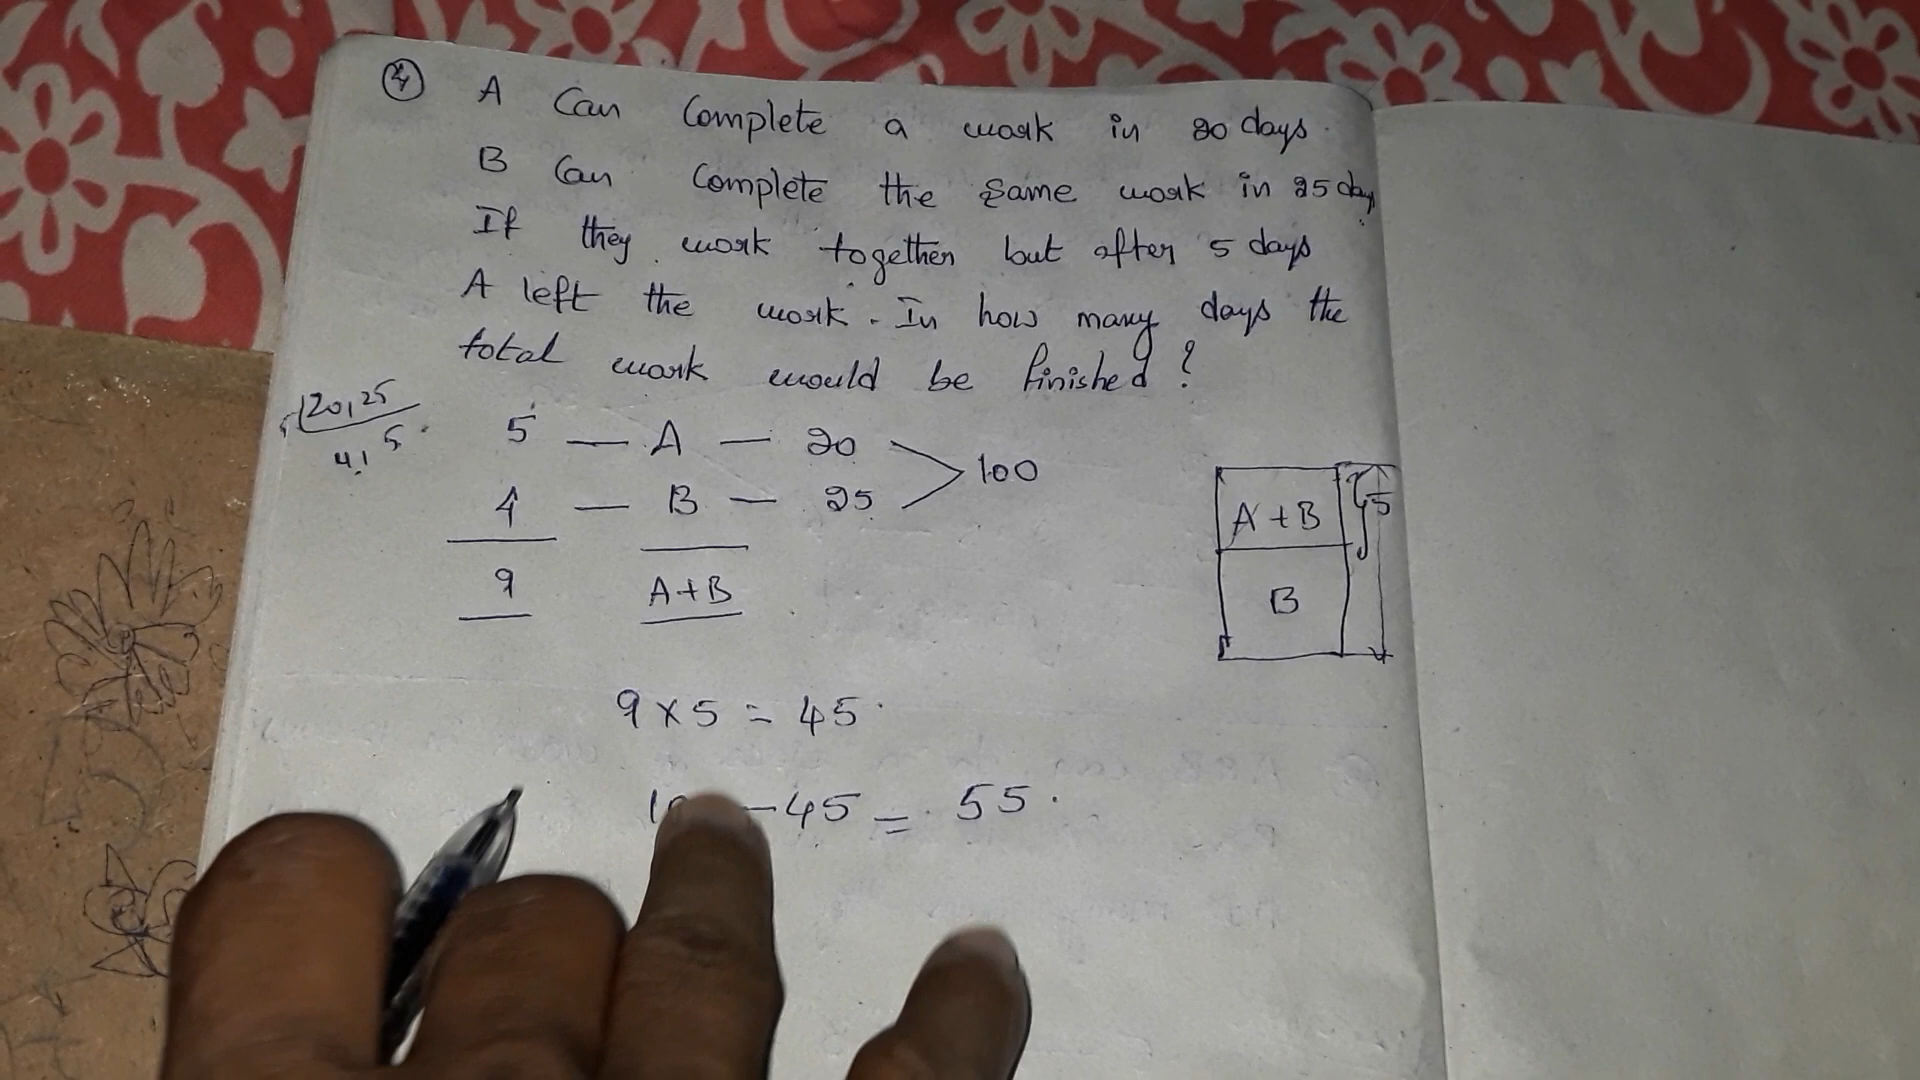 4 A Can Complete a work in 20 days.
B Can Complete the same work in 25 days
If they work together but after 5 days
A left the work. In how many days the
total work would be finished?
20, 25
4, 5
5 — A — 20
100
4 — B — 25
9 A+B
A+B 5
B
9 × 5 = 45
- 45 = 55.